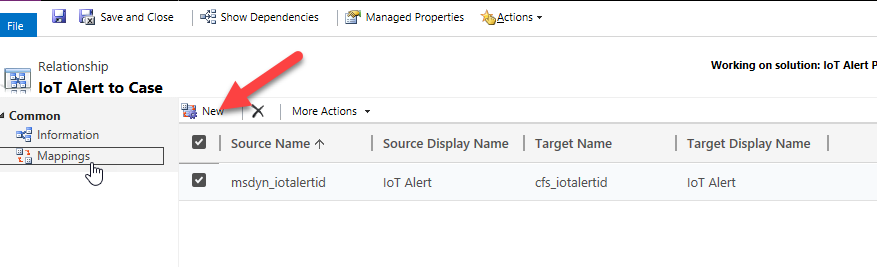 File
Save and Close
Show Dependencies
Managed Properties
Actions
Relationship
IoT Alert to Case
Working on solution: IoT Alert P
Common
Information
Mappings
New
More Actions
Source Name Source Display Name Target Name Target Display Name
msdyn_iotalertid IoT Alert cfs_iotalertid IoT Alert